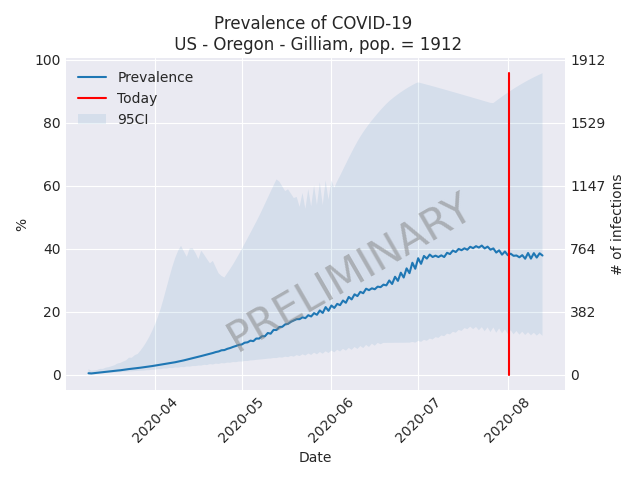 Prevalence of COVID-19
US - Oregon - Gilliam, pop. = 1912
Prevalence
Today
95CI
PRELIMINARY
%
100
80
60
40
20
0
1912
1529
1147
764
382
0
# of infections
2020-04
2020-05
2020-06
2020-07
2020-08
Date